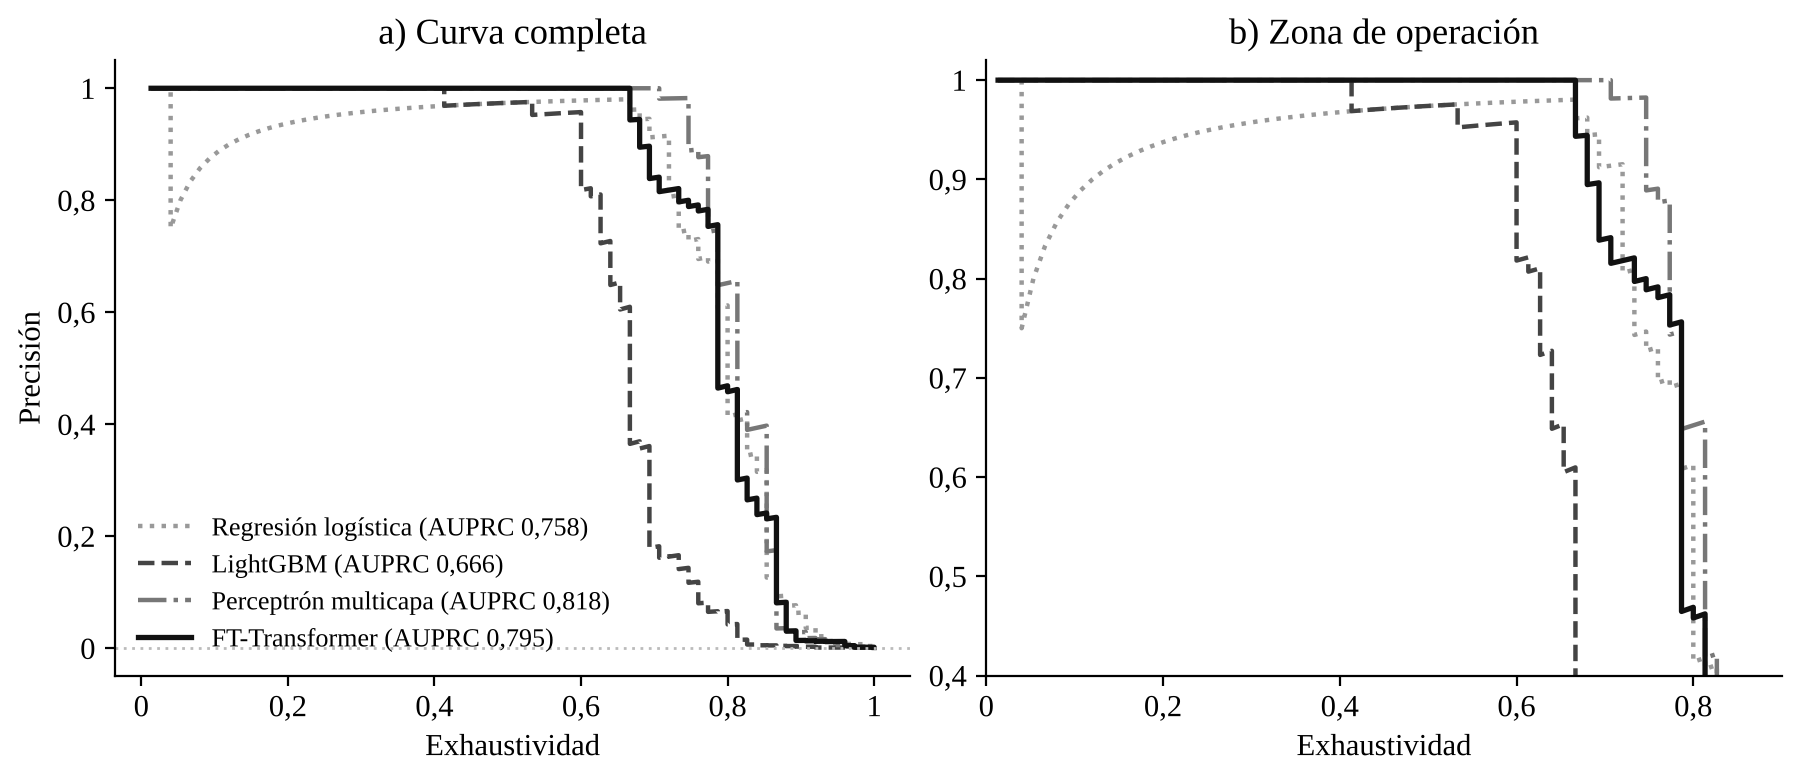 a) Curva completa
Precisión
1
0,8
0,6
0,4
0,2
0
Regresión logística (AUPRC 0,758)
LightGBM (AUPRC 0,666)
Perceptrón multicapa (AUPRC 0,818)
FT-Transformer (AUPRC 0,795)
0 0,2 0,4 0,6 0,8 1
Exhaustividad
b) Zona de operación
1
0,9
0,8
0,7
0,6
0,5
0,4
0 0,2 0,4 0,6 0,8
Exhaustividad